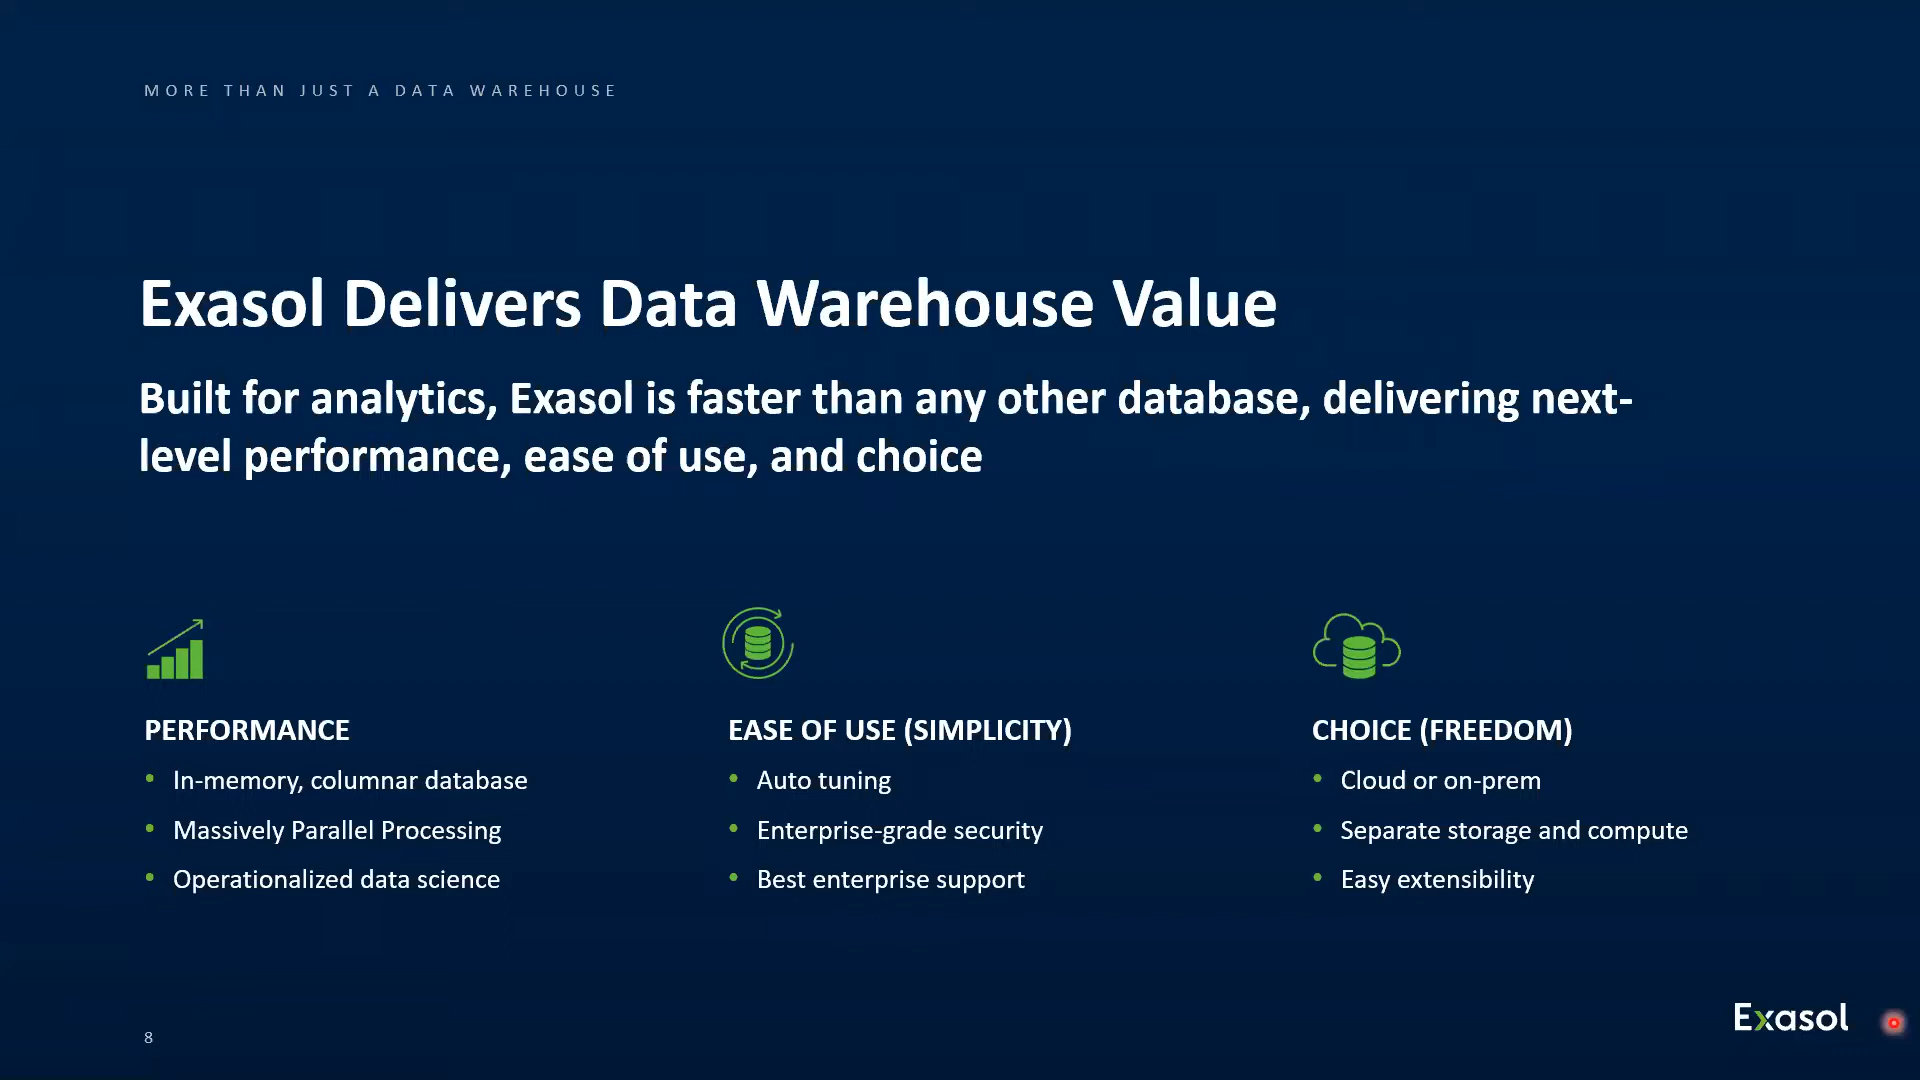 MORE THAN JUST A DATA WAREHOUSE
Exasol Delivers Data Warehouse Value
Built for analytics, Exasol is faster than any other database, delivering next-
level performance, ease of use, and choice
PERFORMANCE
• In-memory, columnar database
• Massively Parallel Processing
• Operationalized data science
EASE OF USE (SIMPLICITY)
• Auto tuning
• Enterprise-grade security
• Best enterprise support
CHOICE (FREEDOM)
• Cloud or on-prem
• Separate storage and compute
• Easy extensibility
8
Exasol